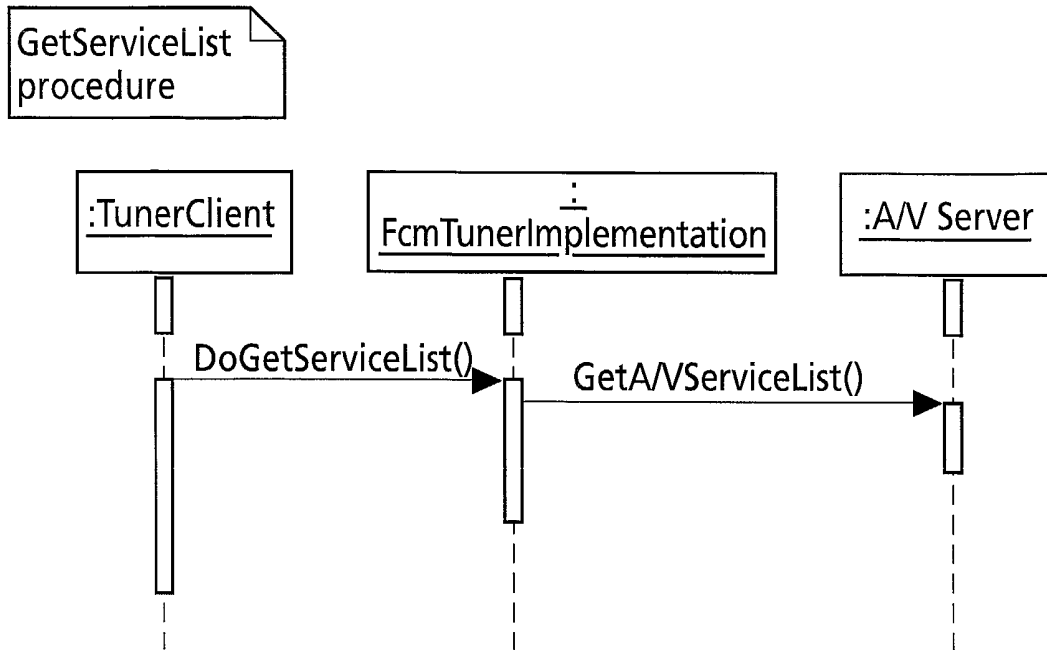 GetServiceList
procedure
:TunerClient
:
FcmTunerImplementation
:A/V Server
DoGetServiceList()
GetA/VServiceList()